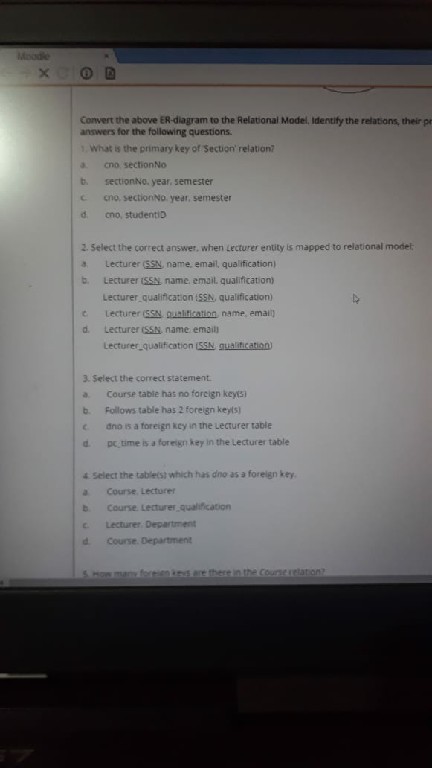 Moodle
Convert the above ER-diagram to the Relational Model. Identify the relations, their
answers for the following questions.
1. What is the primary key of 'Section' relation?
a. cno, sectionNo
b. sectionNo, year, semester
c. cno, sectionNo, year, semester
d. cno, studentID
2. Select the correct answer, when Lecturer entity is mapped to relational model:
a. Lecturer (SSN, name, email, qualification)
b. Lecturer (SSN, name, email, qualification)
Lecturer_qualification (SSN, qualification)
c. Lecturer (SSN, qualification, name, email)
d. Lecturer (SSN, name, email)
Lecturer_qualification (SSN, qualification)
3. Select the correct statement.
a. Course table has no foreign key(s)
b. Follows table has 2 foreign key(s)
c. dno is a foreign key in the Lecturer table
d. pc_time is a foreign key in the Lecturer table
4. Select the table(s) which has dno as a foreign key.
a. Course, Lecturer
b. Course, Lecturer_qualification
c. Lecturer, Department
d. Course, Department
5. How many foreign keys are there in the Course relation?